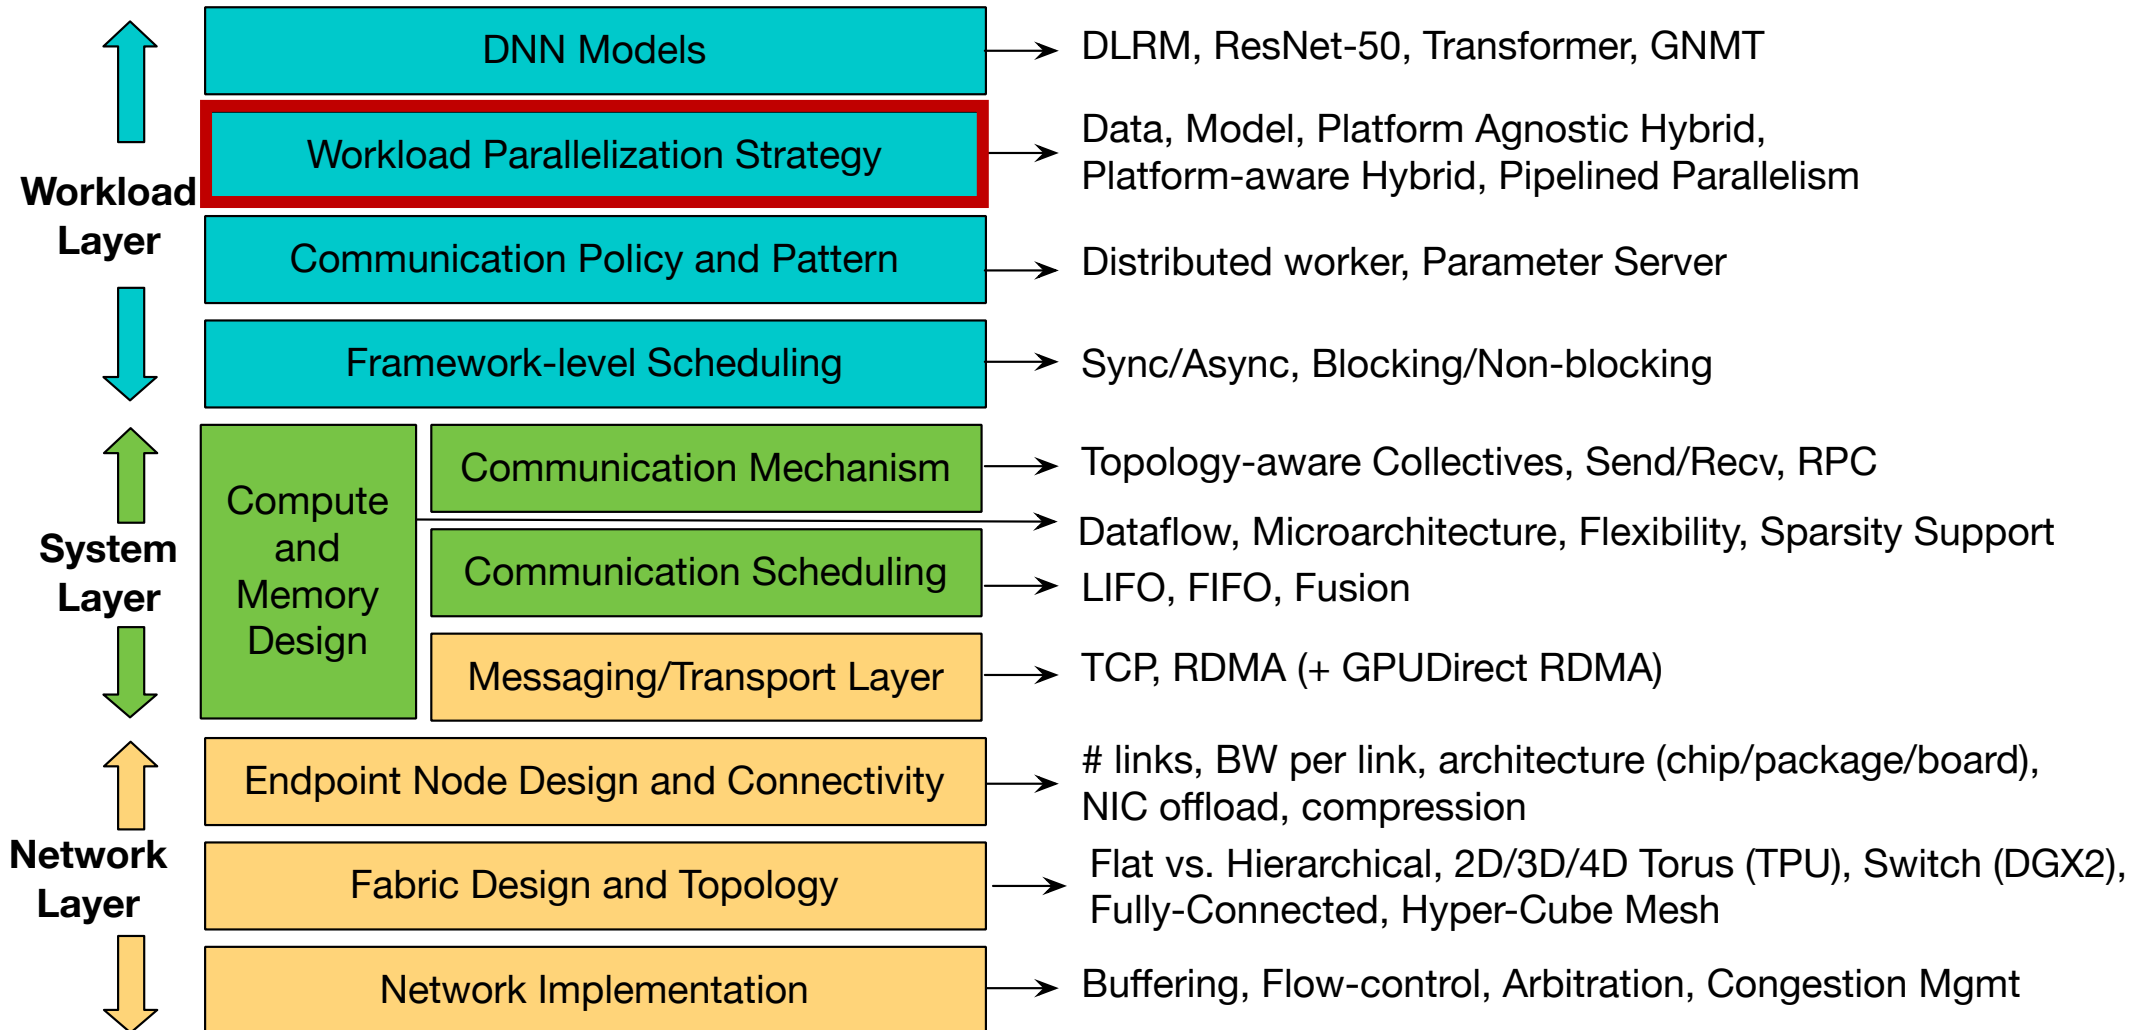 DNN Models
DLRM, ResNet-50, Transformer, GNMT
Workload Parallelization Strategy
Data, Model, Platform Agnostic Hybrid,
Platform-aware Hybrid, Pipelined Parallelism
Workload
Layer
Communication Policy and Pattern
Distributed worker, Parameter Server
Framework-level Scheduling
Sync/Async, Blocking/Non-blocking
System
Layer
Compute
and
Memory
Design
Communication Mechanism
Topology-aware Collectives, Send/Recv, RPC
Dataflow, Microarchitecture, Flexibility, Sparsity Support
Communication Scheduling
LIFO, FIFO, Fusion
Messaging/Transport Layer
TCP, RDMA (+ GPUDirect RDMA)
Network
Layer
Endpoint Node Design and Connectivity
# links, BW per link, architecture (chip/package/board),
NIC offload, compression
Fabric Design and Topology
Flat vs. Hierarchical, 2D/3D/4D Torus (TPU), Switch (DGX2),
Fully-Connected, Hyper-Cube Mesh
Network Implementation
Buffering, Flow-control, Arbitration, Congestion Mgmt